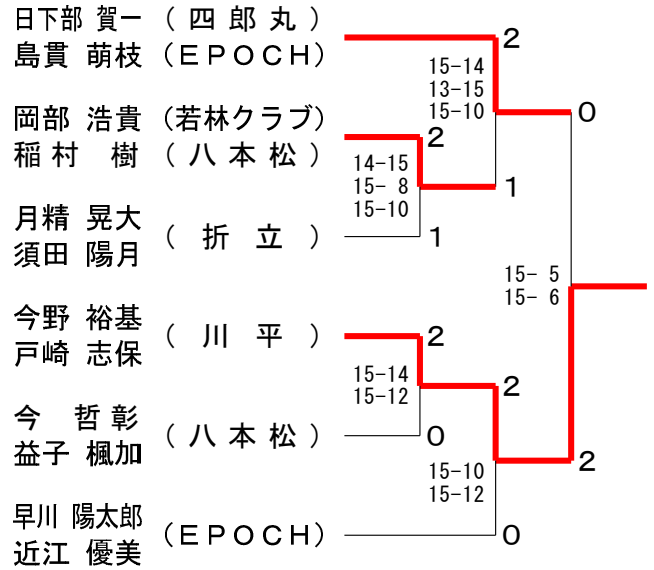 日下部 賀一 (四郎丸) 2
島貫 萌枝 (EPOCH)
15-14
13-15
15-10
0
岡部 浩貴 (若林クラブ) 2
稲村 樹 (八本松)
14-15
15- 8
15-10
1
月精 晃大
須田 陽月
(折立)
1
15- 5
15- 6
今野 裕基
戸崎 志保
(川平)
2
15-14
15-12
2
今 哲彰
益子 楓加
(八本松)
0
2
15-10
15-12
早川 陽太郎
近江 優美
(EPOCH)
0